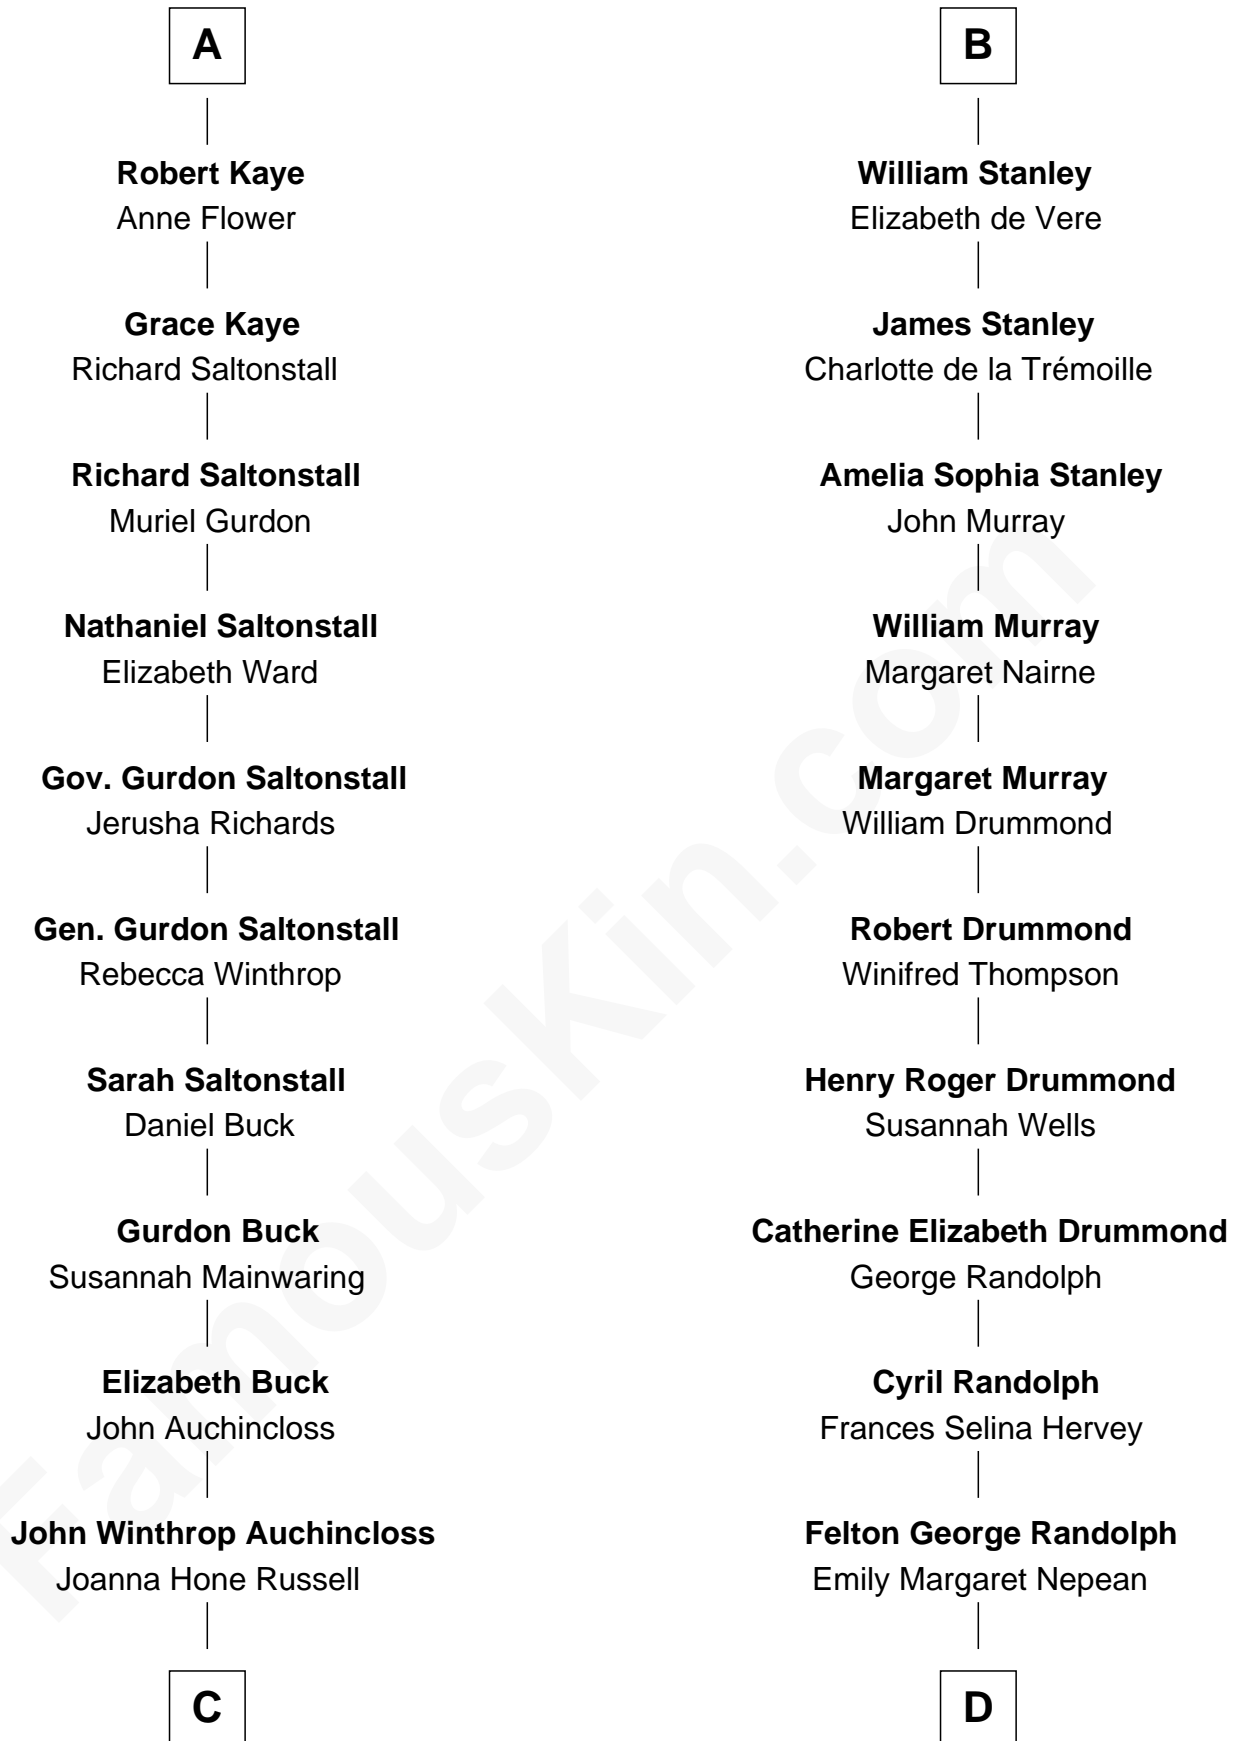 A
Robert Kaye
Anne Flower
Grace Kaye
Richard Saltonstall
Richard Saltonstall
Muriel Gurdon
Nathaniel Saltonstall
Elizabeth Ward
Gov. Gurdon Saltonstall
Jerusha Richards
Gen. Gurdon Saltonstall
Rebecca Winthrop
Sarah Saltonstall
Daniel Buck
Gurdon Buck
Susannah Mainwaring
Elizabeth Buck
John Auchincloss
John Winthrop Auchincloss
Joanna Hone Russell
C
B
William Stanley
Elizabeth de Vere
James Stanley
Charlotte de la Trémoille
Amelia Sophia Stanley
John Murray
William Murray
Margaret Nairne
Margaret Murray
William Drummond
Robert Drummond
Winifred Thompson
Henry Roger Drummond
Susannah Wells
Catherine Elizabeth Drummond
George Randolph
Cyril Randolph
Frances Selina Hervey
Felton George Randolph
Emily Margaret Nepean
D
FamousKin.com